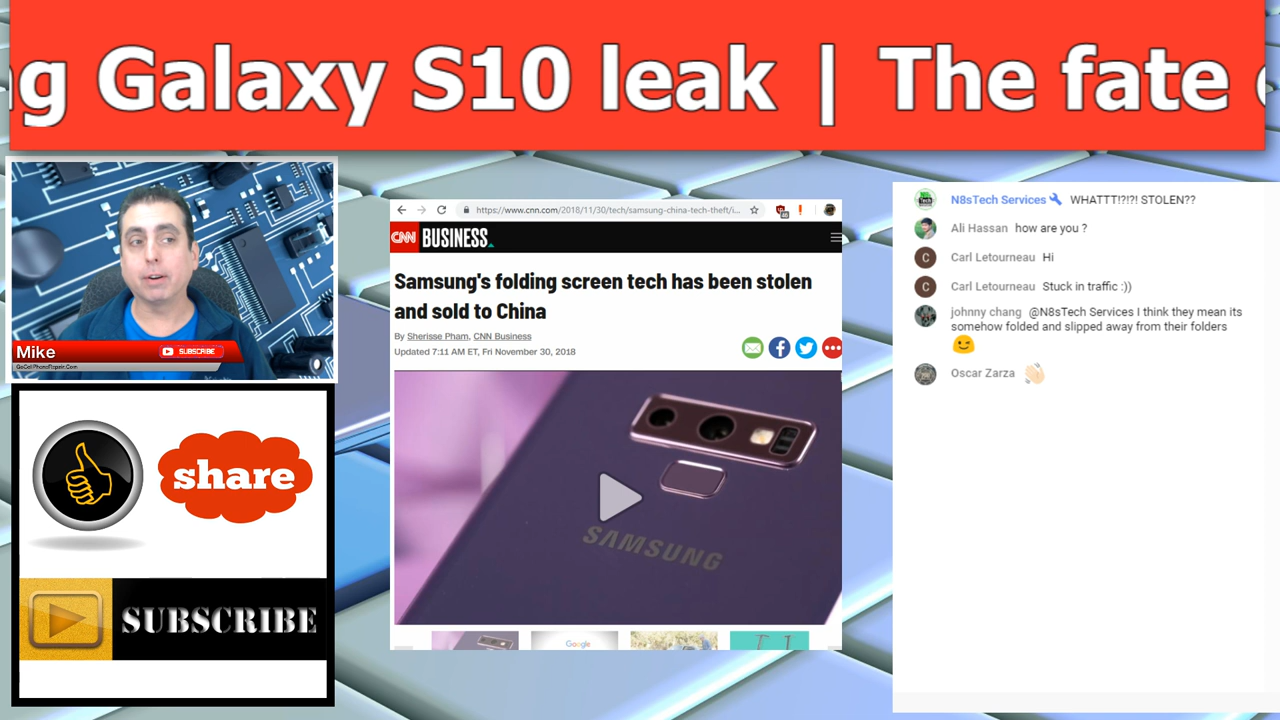 g Galaxy S10 leak | The fate
Mike
SUBSCRIBE
GoCellPhoneRepair.Com
share
SUBSCRIBE
https://www.cnn.com/2018/11/30/tech/samsung-china-tech-theft/i...
CNN BUSINESS
Samsung's folding screen tech has been stolen
and sold to China
By Sherisse Pham, CNN Business
Updated 7:11 AM ET, Fri November 30, 2018
SAMSUNG
Google
N8sTech Services WHATTT!?!?! STOLEN??
Ali Hassan how are you ?
C Carl Letourneau Hi
C Carl Letourneau Stuck in traffic :))
johnny chang @N8sTech Services I think they mean its
somehow folded and slipped away from their folders
Oscar Zarza